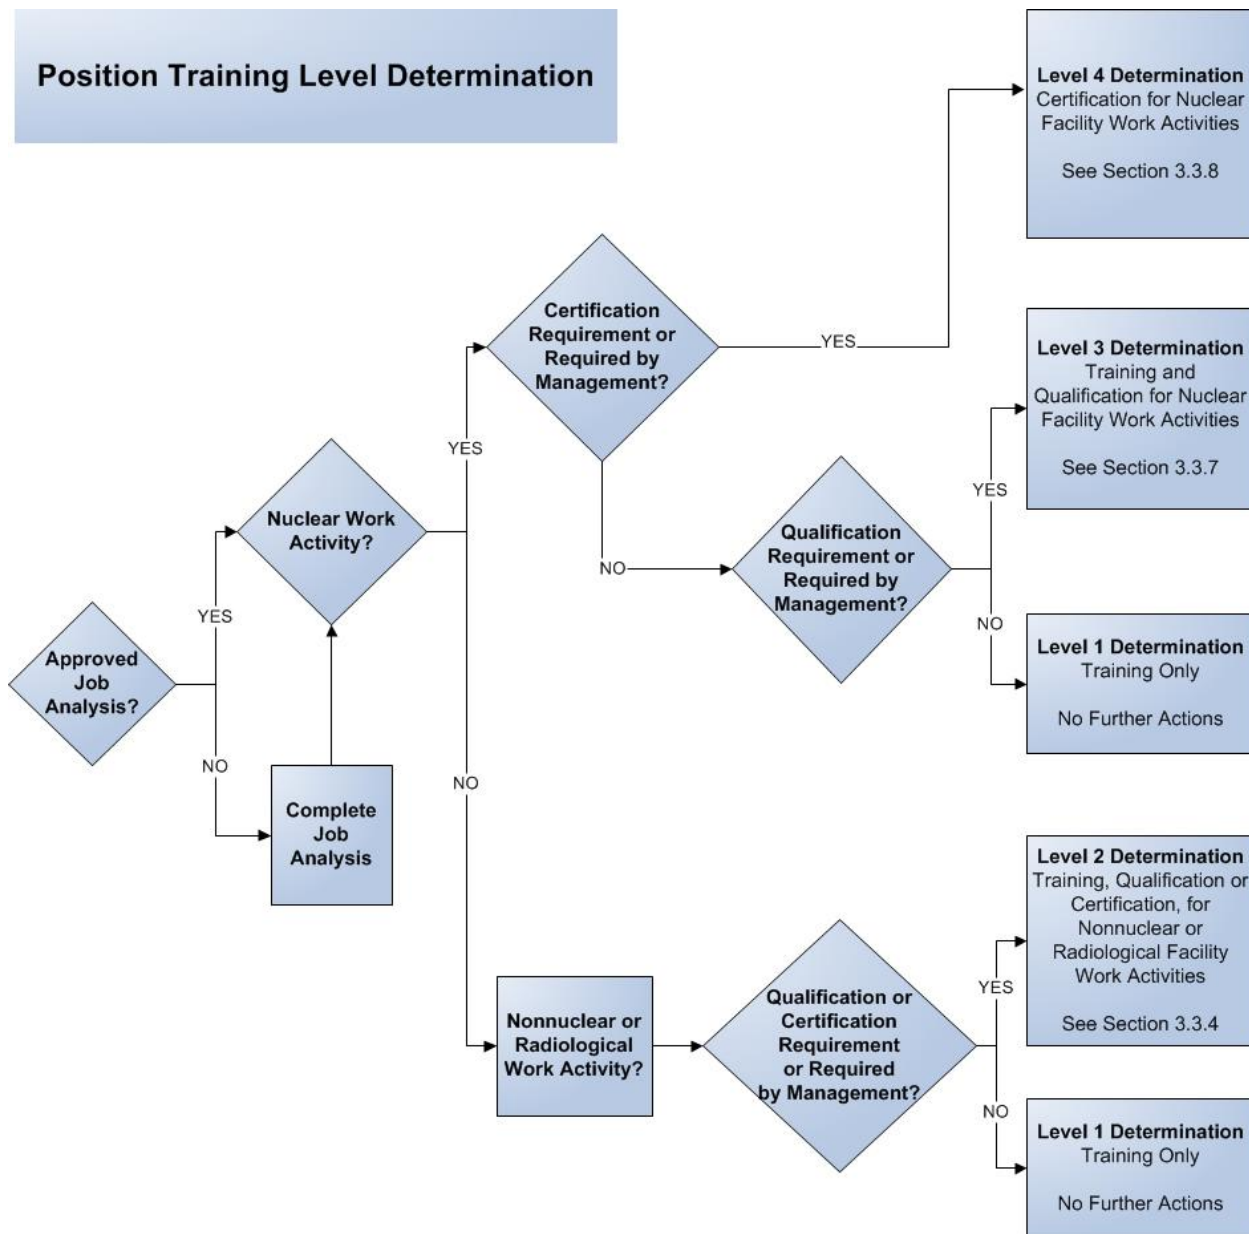 Position Training Level Determination
Level 4 Determination
Certification for Nuclear
Facility Work Activities
See Section 3.3.8
Certification
Requirement or
Required by
Management?
YES
Level 3 Determination
Training and
Qualification for Nuclear
Facility Work Activities
See Section 3.3.7
YES
Nuclear Work
Activity?
YES
Qualification
Requirement or
Required by
Management?
NO
YES
NO
Level 1 Determination
Training Only
No Further Actions
Approved
Job
Analysis?
NO
Complete
Job
Analysis
NO
Level 2 Determination
Training, Qualification or
Certification, for
Nonnuclear or
Radiological Facility
Work Activities
See Section 3.3.4
Nonnuclear or
Radiological
Work Activity?
Qualification or
Certification
Requirement
or Required
by Management?
YES
NO
Level 1 Determination
Training Only
No Further Actions